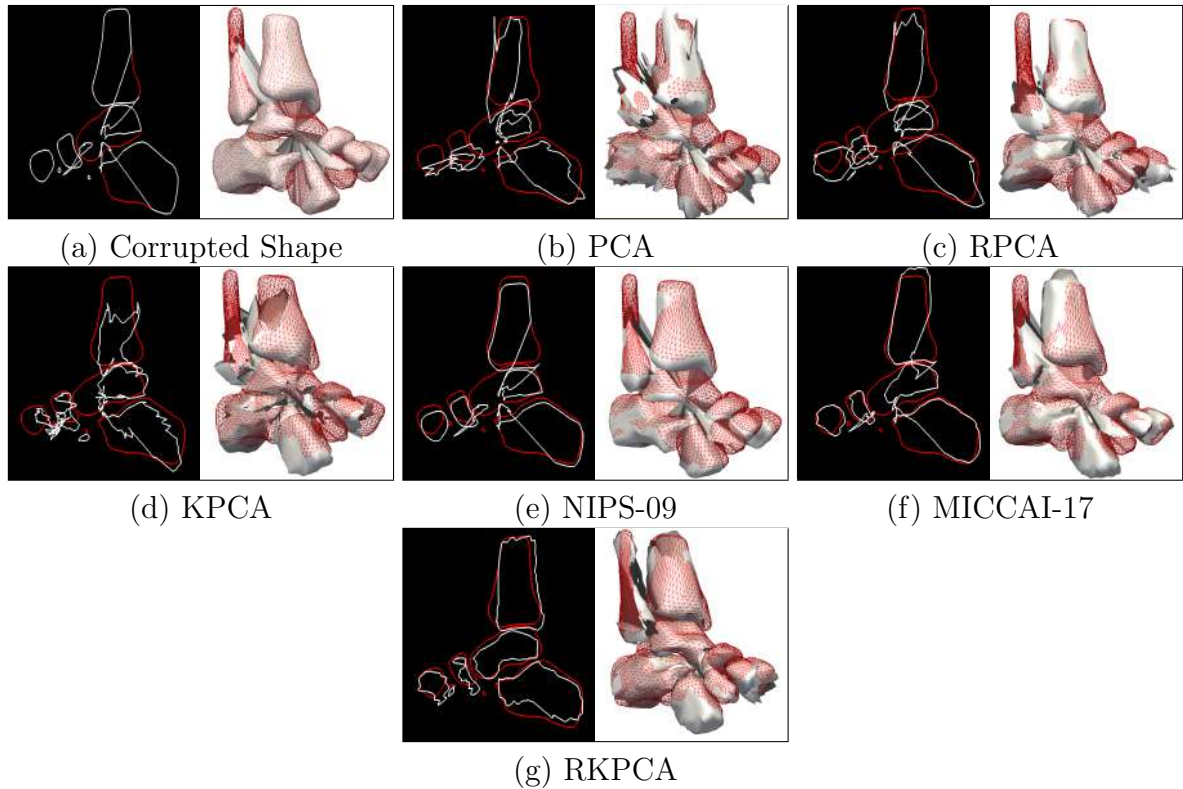 (a) Corrupted Shape
(b) PCA
(c) RPCA
(d) KPCA
(e) NIPS-09
(f) MICCAI-17
(g) RKPCA